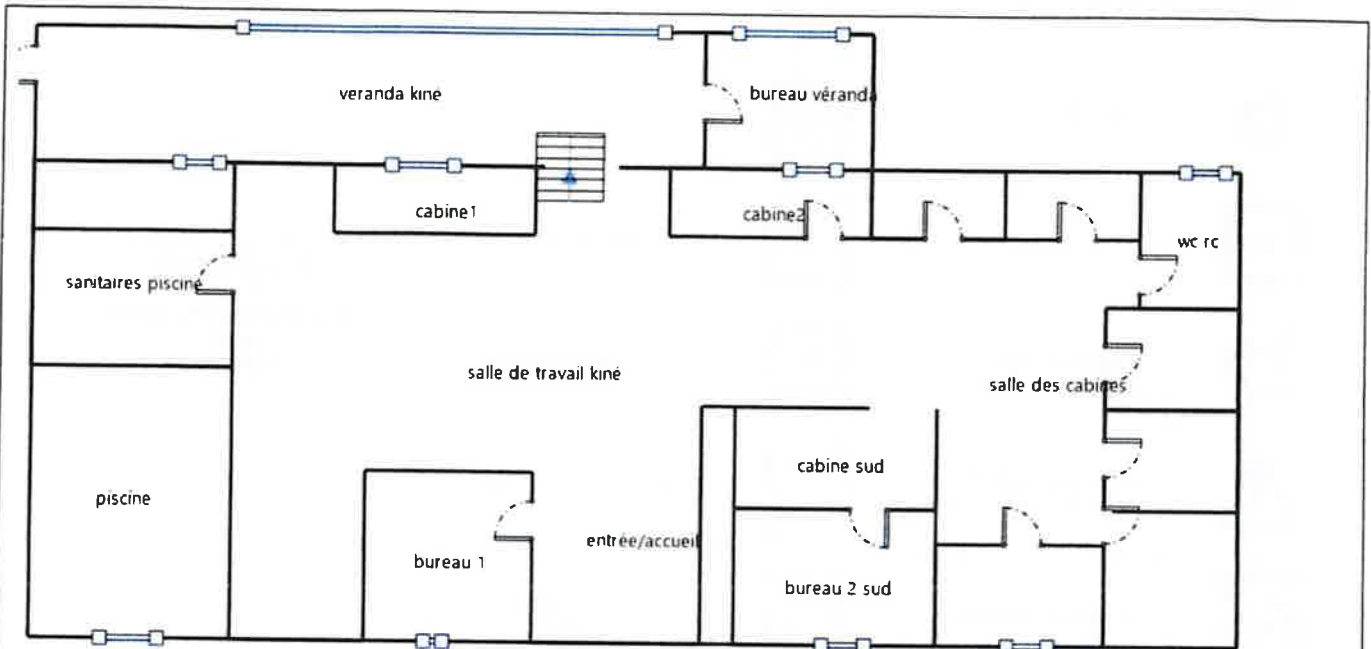 veranda kiné
bureau véranda
cabine1
cabine2
wc rc
sanitaires piscine
salle de travail kiné
salle des cabines
cabine sud
piscine
entrée/accueil
bureau 1
bureau 2 sud